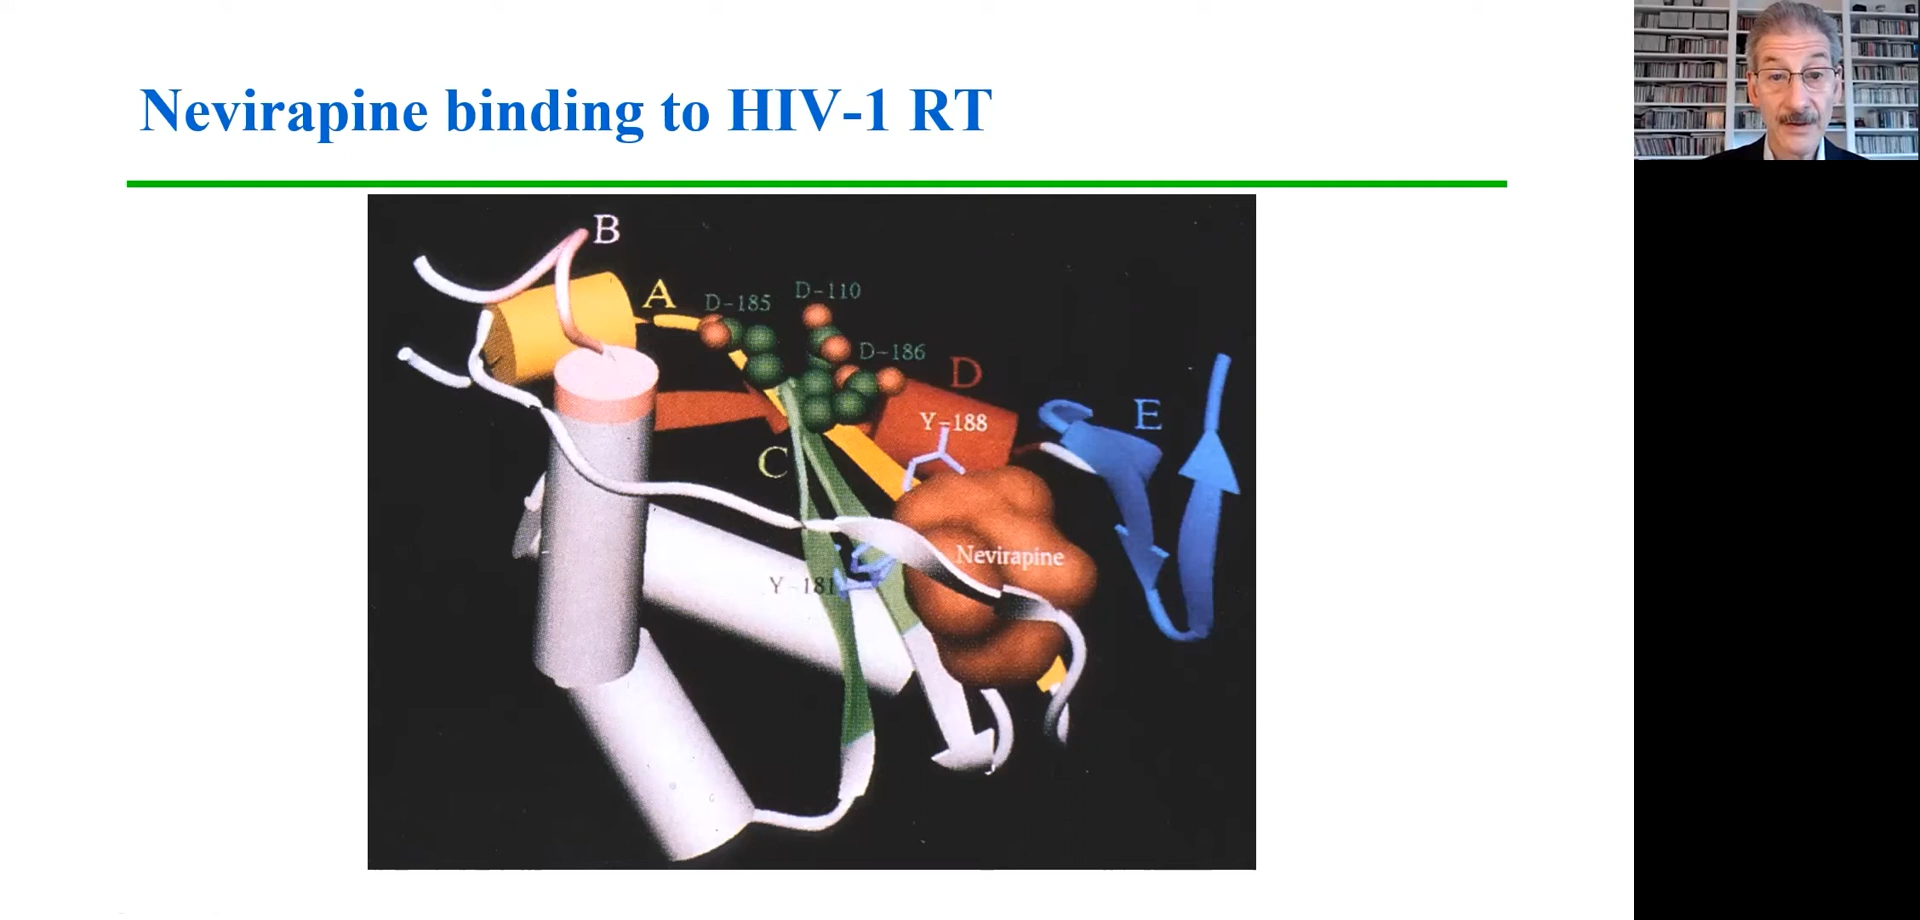 Nevirapine binding to HIV-1 RT
B
A
D-185
D-110
D-186
D
Y-188
E
C
Nevirapine
Y-181